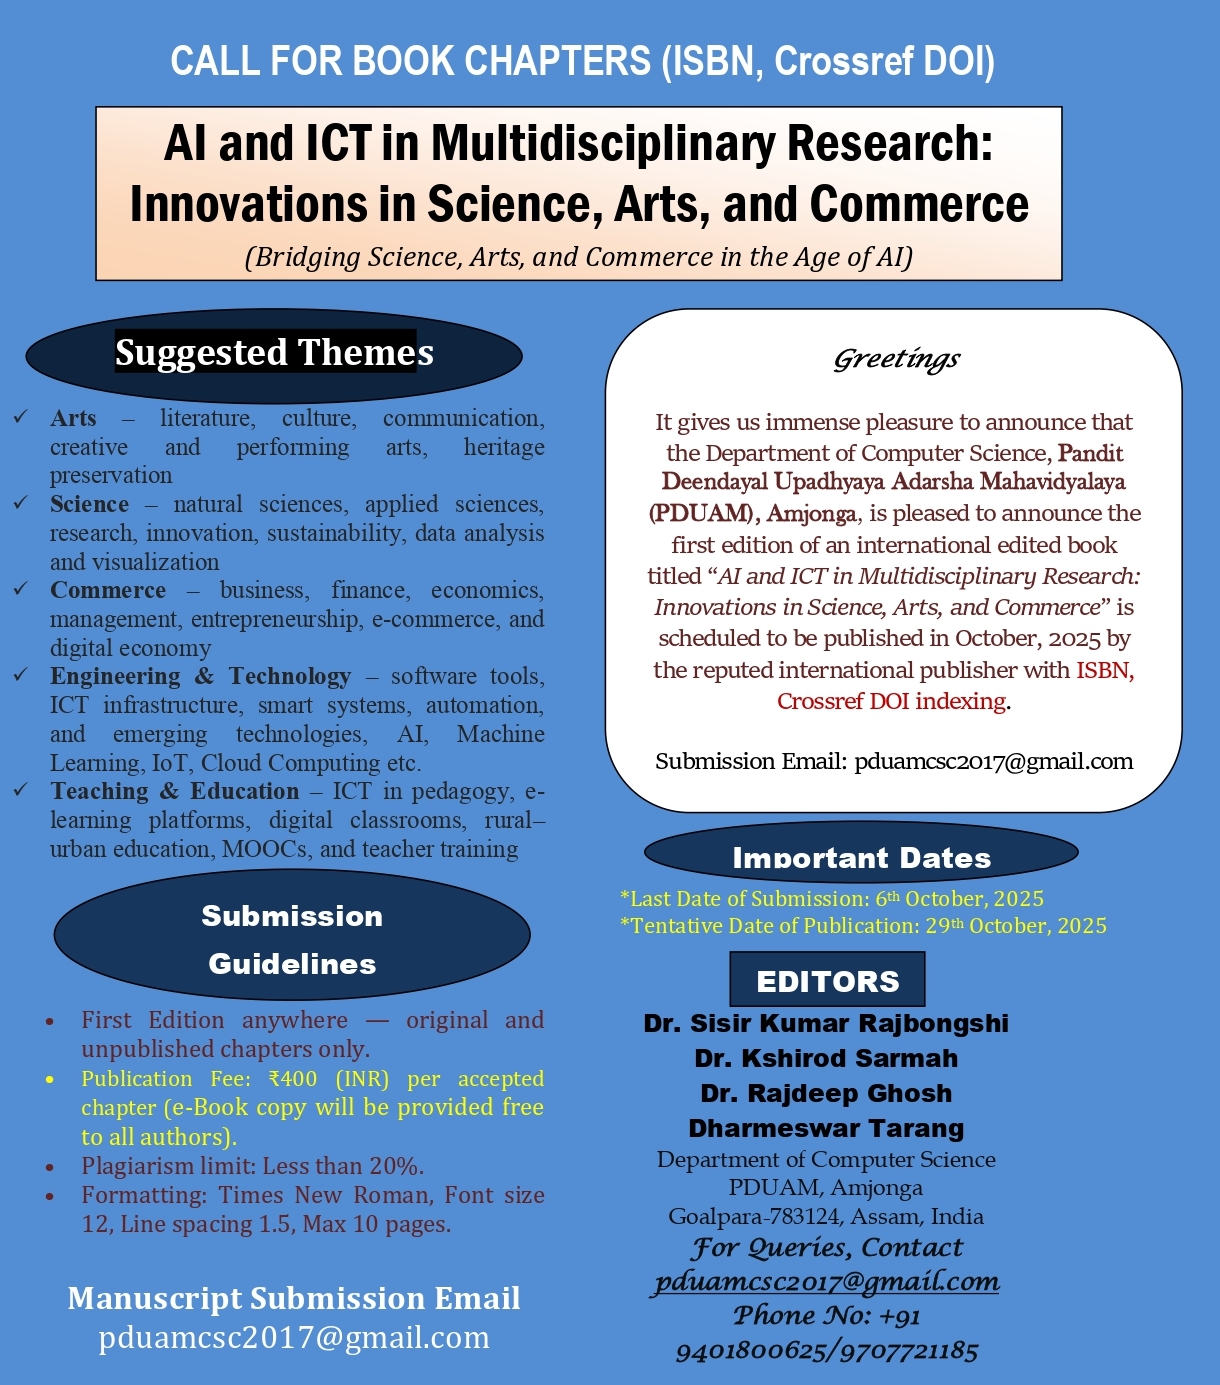 CALL FOR BOOK CHAPTERS (ISBN, Crossref DOI)
AI and ICT in Multidisciplinary Research:
Innovations in Science, Arts, and Commerce
(Bridging Science, Arts, and Commerce in the Age of AI)
Suggested Themes
✓ Arts – literature, culture, communication,
creative and performing arts, heritage
preservation
✓ Science – natural sciences, applied sciences,
research, innovation, sustainability, data analysis
and visualization
✓ Commerce – business, finance, economics,
management, entrepreneurship, e-commerce, and
digital economy
✓ Engineering & Technology – software tools,
ICT infrastructure, smart systems, automation,
and emerging technologies, AI, Machine
Learning, IoT, Cloud Computing etc.
✓ Teaching & Education – ICT in pedagogy, e-
learning platforms, digital classrooms, rural–
urban education, MOOCs, and teacher training
Submission
Guidelines
• First Edition anywhere — original and
unpublished chapters only.
• Publication Fee: ₹400 (INR) per accepted
chapter (e-Book copy will be provided free
to all authors).
• Plagiarism limit: Less than 20%.
• Formatting: Times New Roman, Font size
12, Line spacing 1.5, Max 10 pages.
Manuscript Submission Email
pduamcsc2017@gmail.com
Greetings
It gives us immense pleasure to announce that
the Department of Computer Science, Pandit
Deendayal Upadhyaya Adarsha Mahavidyalaya
(PDUAM), Amjonga, is pleased to announce the
first edition of an international edited book
titled “AI and ICT in Multidisciplinary Research:
Innovations in Science, Arts, and Commerce” is
scheduled to be published in October, 2025 by
the reputed international publisher with ISBN,
Crossref DOI indexing.
Submission Email: pduamcsc2017@gmail.com
Important Dates
*Last Date of Submission: 6th October, 2025
*Tentative Date of Publication: 29th October, 2025
EDITORS
Dr. Sisir Kumar Rajbongshi
Dr. Kshirod Sarmah
Dr. Rajdeep Ghosh
Dharmeswar Tarang
Department of Computer Science
PDUAM, Amjonga
Goalpara-783124, Assam, India
For Queries, Contact
pduamcsc2017@gmail.com
Phone No: +91
9401800625/9707721185